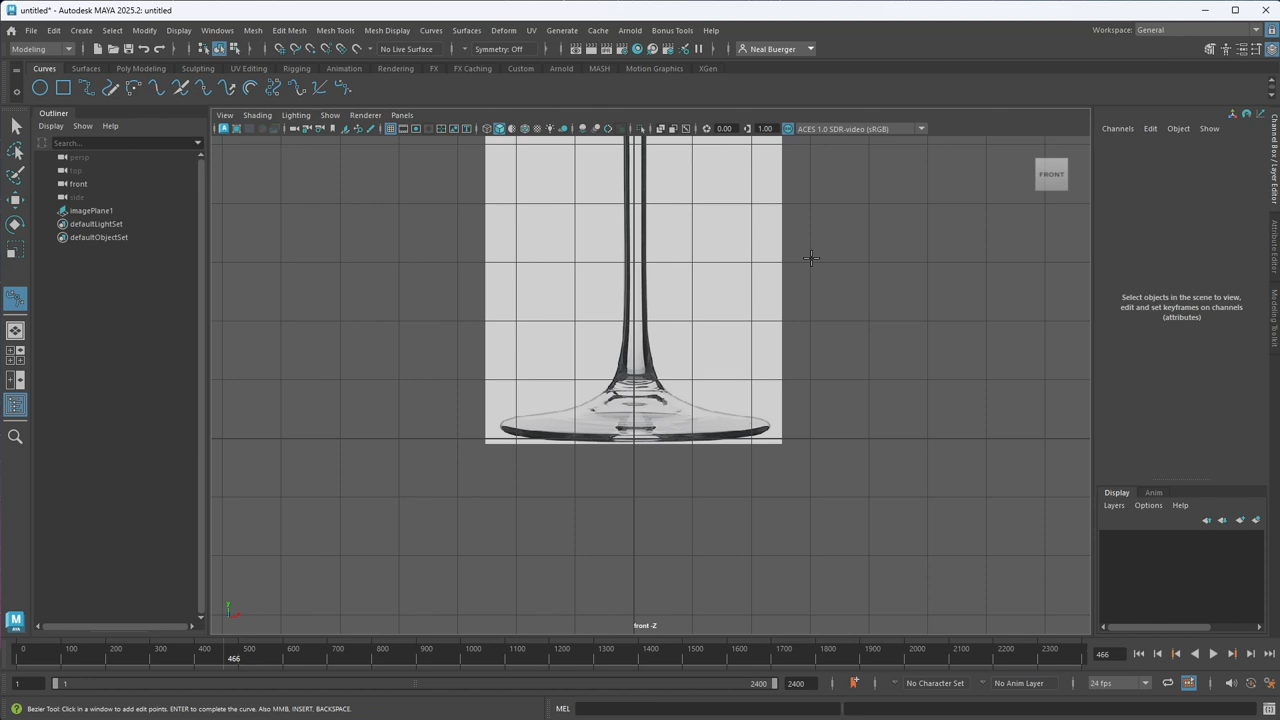 untitled* - Autodesk MAYA 2025.2: untitled
File Edit Create Select Modify Display Windows Mesh Edit Mesh Mesh Tools Mesh Display Curves Surfaces Deform UV Generate Cache Arnold Bonus Tools Help
Workspace: General
Modeling
No Live Surface
Symmetry: Off
Neal Buerger
Curves Surfaces Poly Modeling Sculpting UV Editing Rigging Animation Rendering FX FX Caching Custom Arnold MASH Motion Graphics XGen
Outliner
Display Show Help
Search...
persp
top
front
side
imagePlane1
defaultLightSet
defaultObjectSet
View Shading Lighting Show Renderer Panels
0.00 1.00 ACES 1.0 SDR-video (sRGB)
FRONT
front -Z
Channels Edit Object Show
Select objects in the scene to view,
edit and set keyframes on channels
(attributes)
Channel Box / Layer Editor
Attribute Editor
Modeling Toolkit
Display Anim
Layers Options Help
0 100 200 300 400 500 600 700 800 900 1000 1100 1200 1300 1400 1500 1600 1700 1800 1900 2000 2100 2200 2300
466
466
1 1 2400 2400
No Character Set
No Anim Layer
24 fps
Bezier Tool: Click in a window to add edit points. ENTER to complete the curve. Also MMB, INSERT, BACKSPACE.
MEL